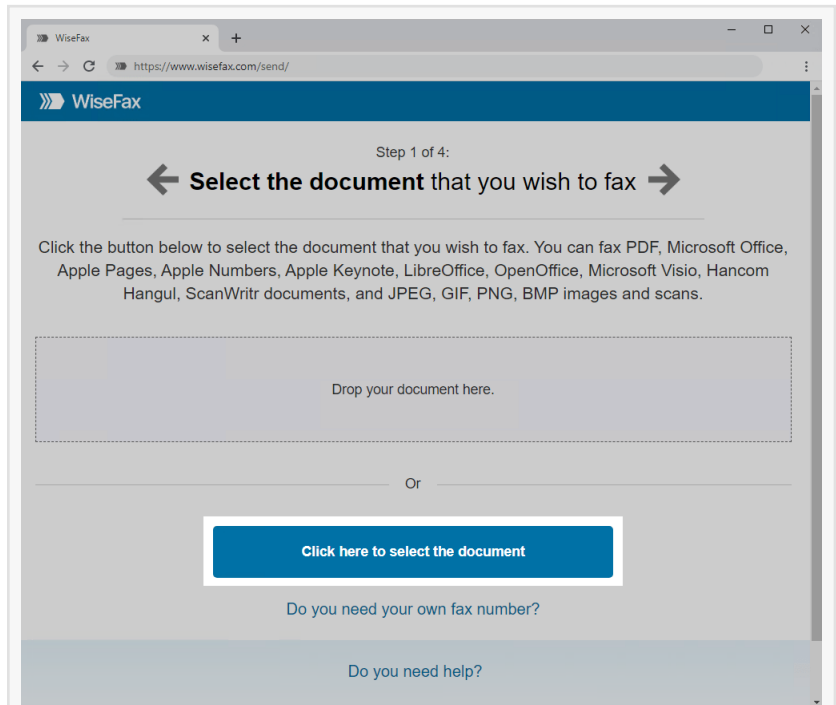 WiseFax
https://www.wisefax.com/send/
WiseFax
Step 1 of 4:
Select the document that you wish to fax
Click the button below to select the document that you wish to fax. You can fax PDF, Microsoft Office,
Apple Pages, Apple Numbers, Apple Keynote, LibreOffice, OpenOffice, Microsoft Visio, Hancom
Hangul, ScanWritr documents, and JPEG, GIF, PNG, BMP images and scans.
Drop your document here.
Or
Click here to select the document
Do you need your own fax number?
Do you need help?